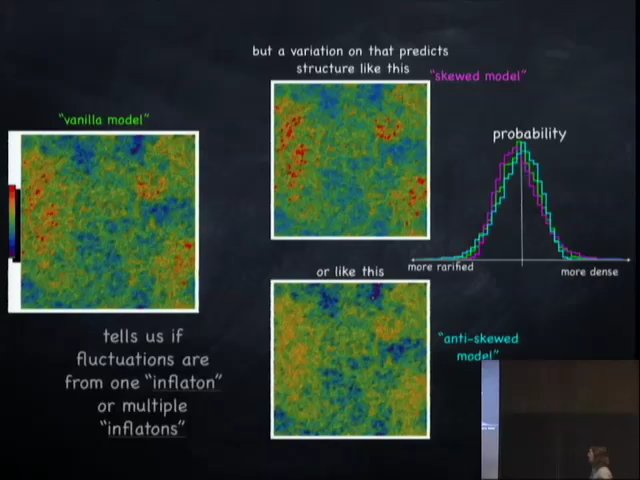 but a variation on that predicts
structure like this
"skewed model"
"vanilla model"
probability
more rarified
more dense
or like this
"anti-skewed
model"
tells us if
fluctuations are
from one "inflaton"
or multiple
"inflatons"